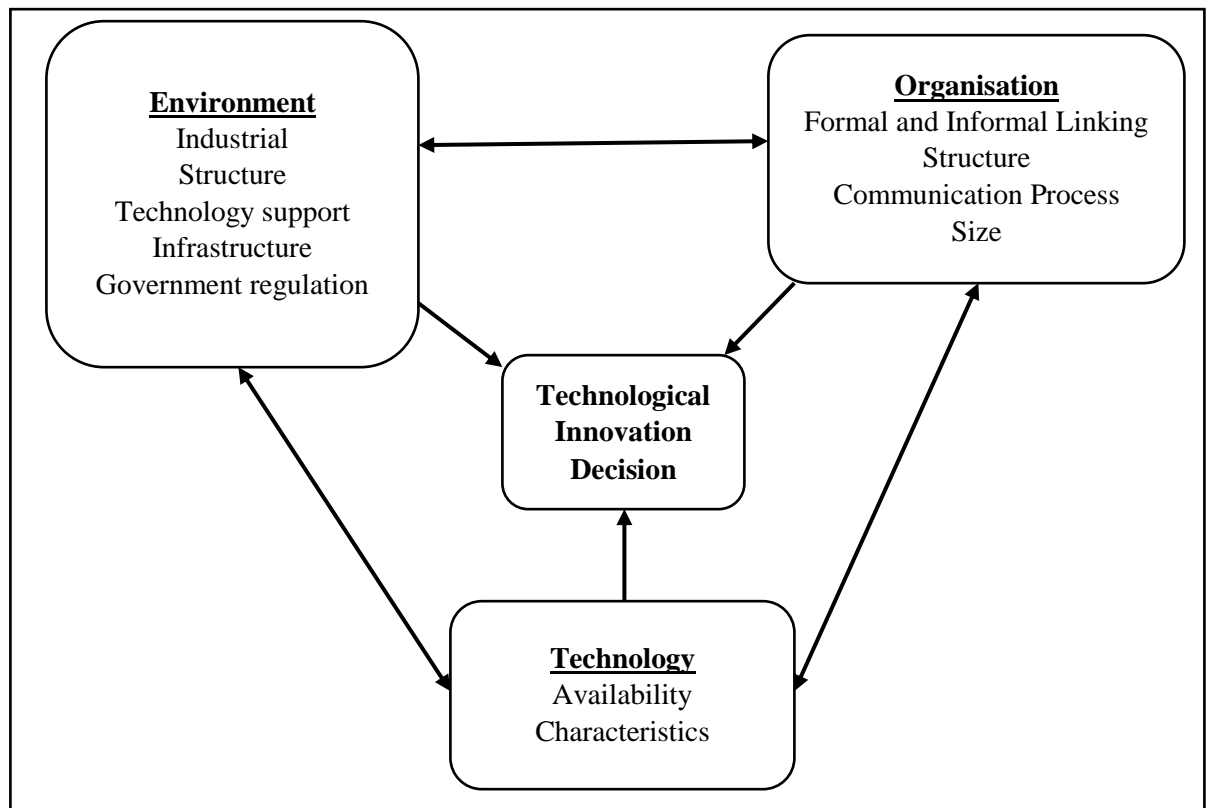 Environment
Industrial
Structure
Technology support
Infrastructure
Government regulation
Organisation
Formal and Informal Linking
Structure
Communication Process
Size
Technological
Innovation
Decision
Technology
Availability
Characteristics